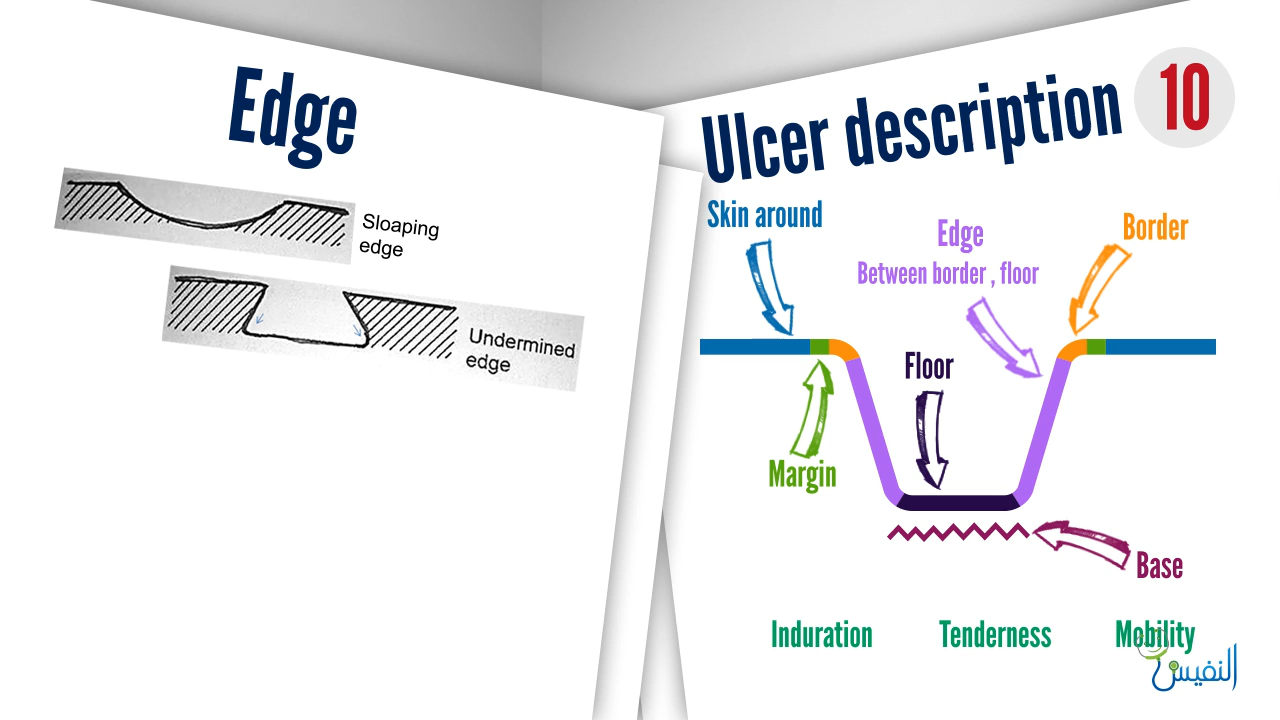 Edge
Sloaping
edge
Undermined
edge
Ulcer description
10
Skin around
Edge
Between border , floor
Border
Floor
Margin
Base
Induration
Tenderness
Mobility
النفيس